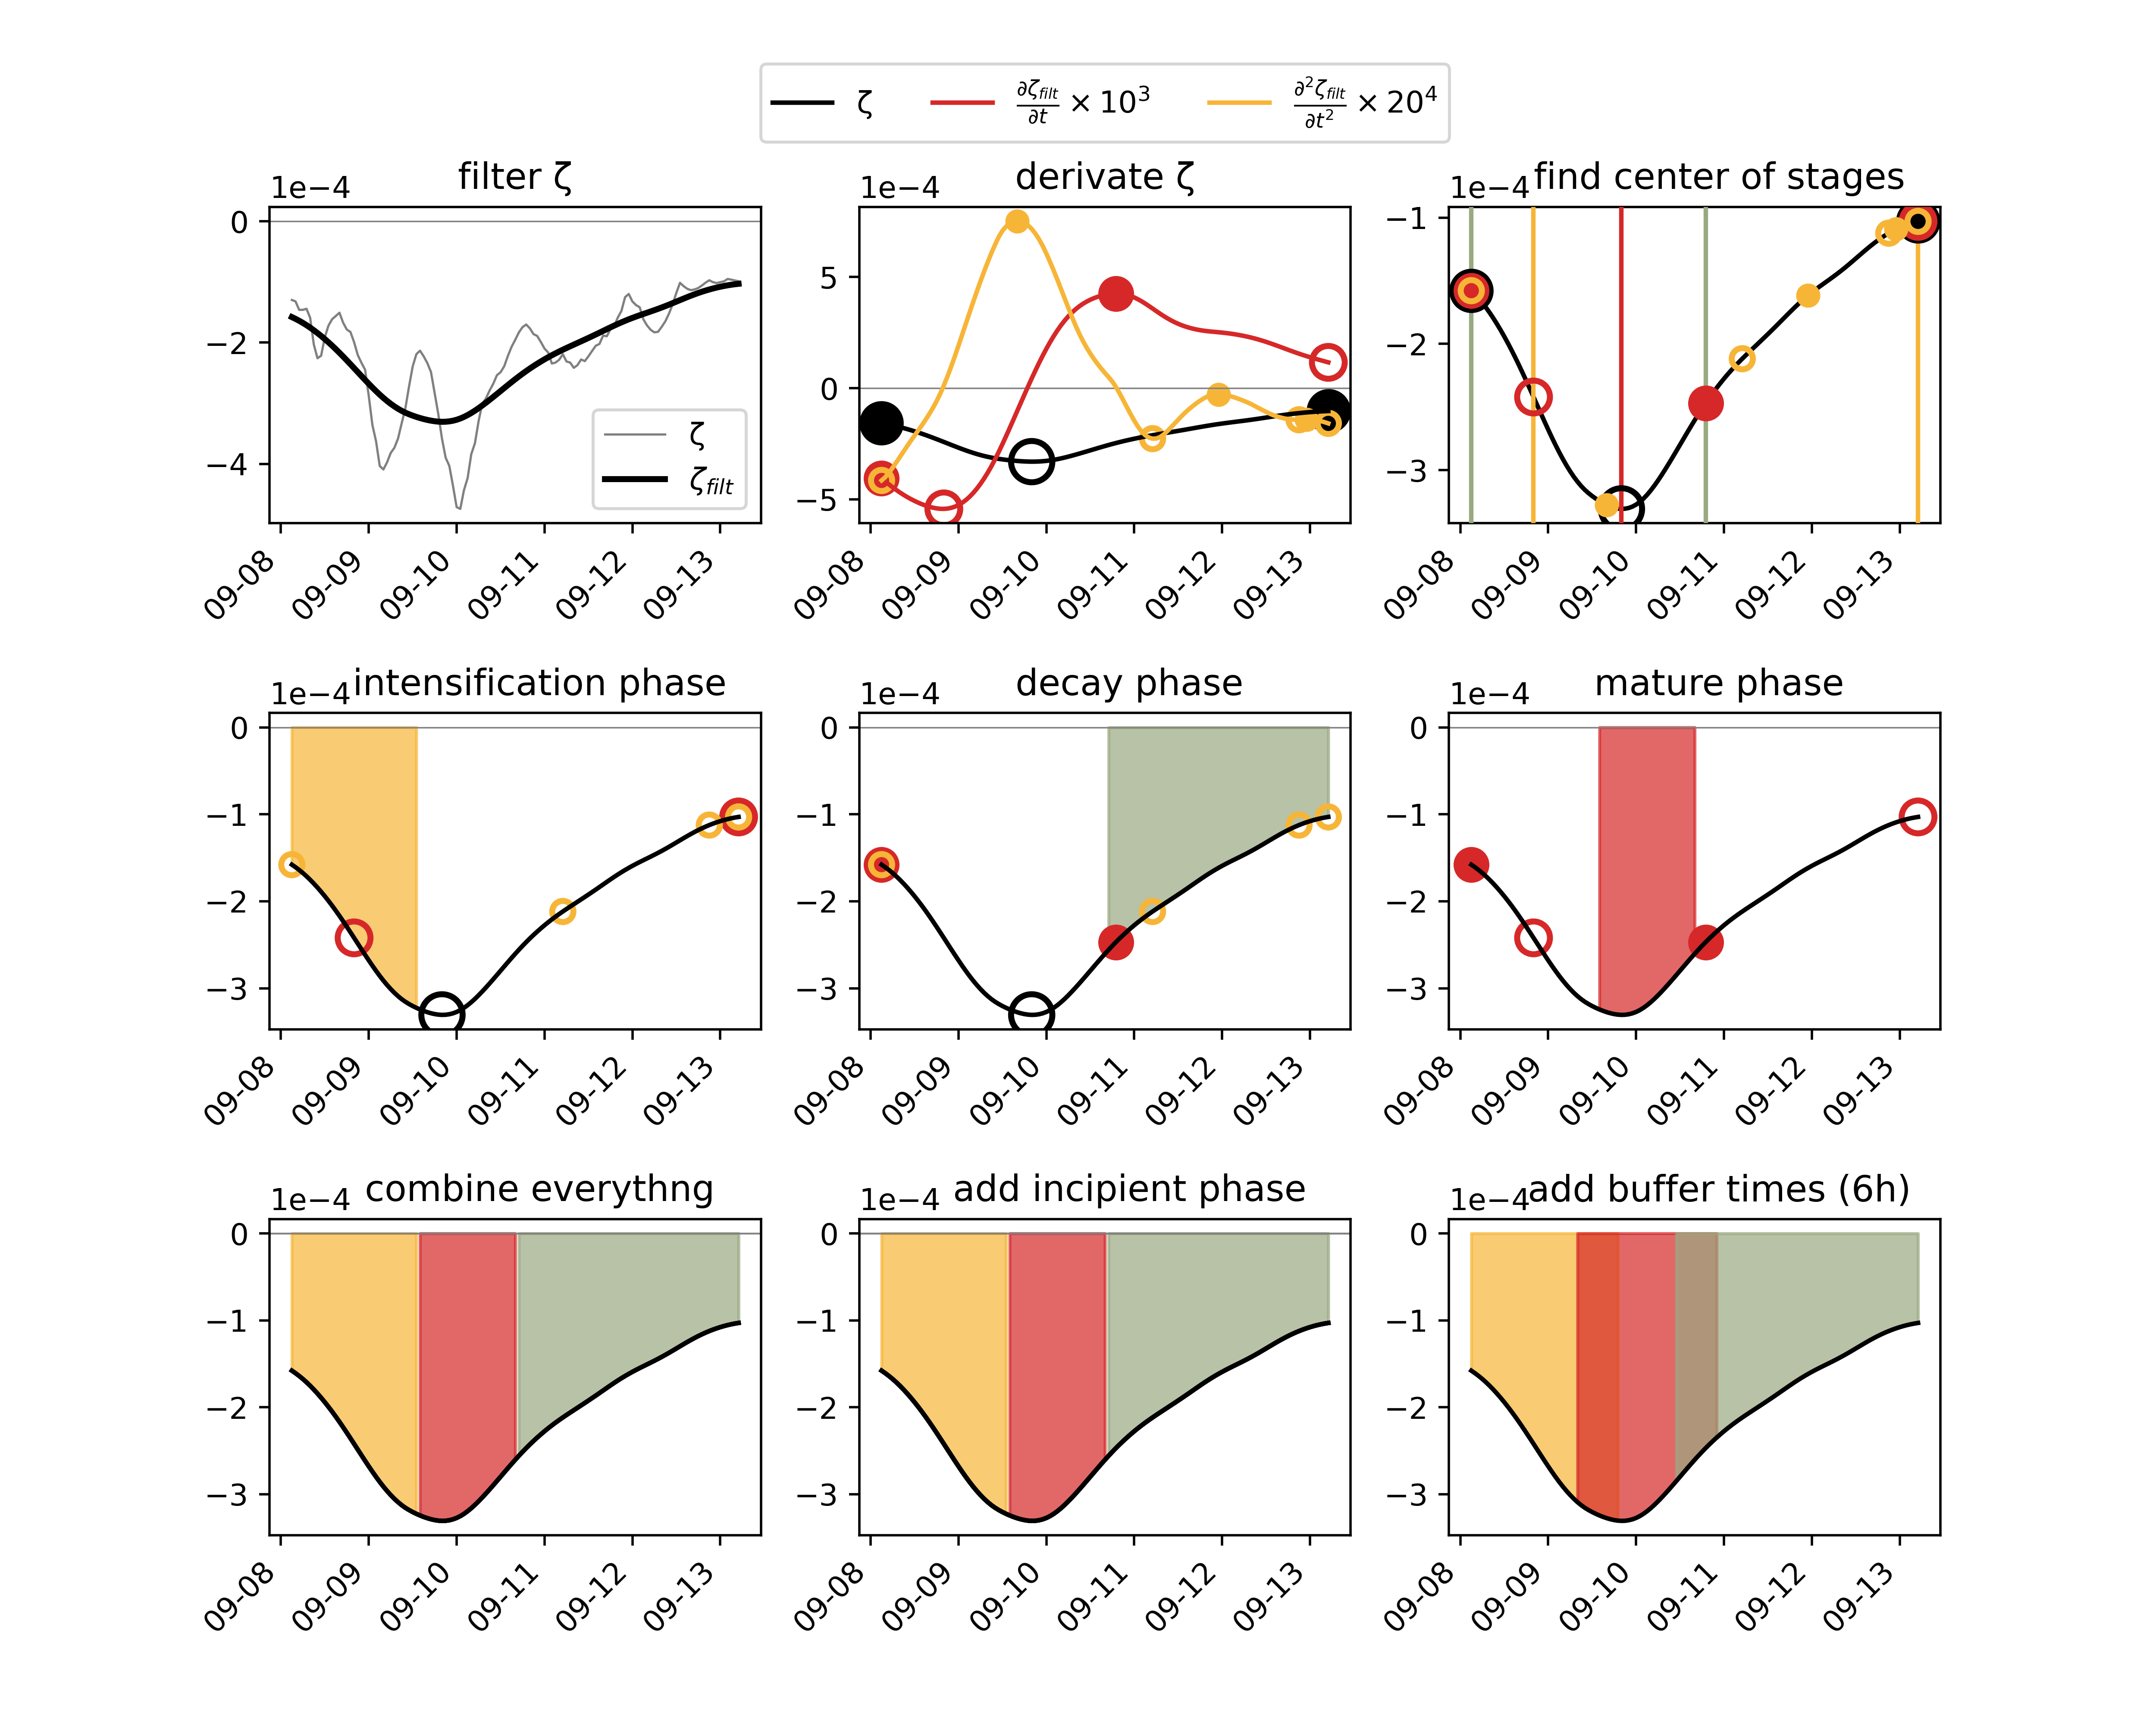 ζ ∂ζ_filt/∂t × 10³ ∂²ζ_filt/∂t² × 20⁴
filter ζ
1e−4
0
−2
−4
ζ
ζ_filt
09-08 09-09 09-10 09-11 09-12 09-13
derivate ζ
1e−4
5
0
−5
09-08 09-09 09-10 09-11 09-12 09-13
find center of stages
1e−4
−1
−2
−3
09-08 09-09 09-10 09-11 09-12 09-13
intensification phase
1e−4
0
−1
−2
−3
09-08 09-09 09-10 09-11 09-12 09-13
decay phase
1e−4
0
−1
−2
−3
09-08 09-09 09-10 09-11 09-12 09-13
mature phase
1e−4
0
−1
−2
−3
09-08 09-09 09-10 09-11 09-12 09-13
combine everythng
1e−4
0
−1
−2
−3
09-08 09-09 09-10 09-11 09-12 09-13
add incipient phase
1e−4
0
−1
−2
−3
09-08 09-09 09-10 09-11 09-12 09-13
add buffer times (6h)
1e−4
0
−1
−2
−3
09-08 09-09 09-10 09-11 09-12 09-13